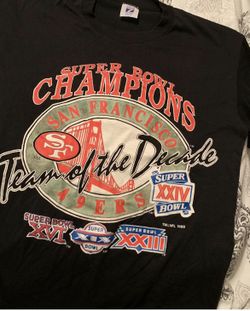 SUPER BOWL
CHAMPIONS
SAN FRANCISCO
SF
Team of the Decade
49ERS
SUPER
XXIV
BOWL
SUPER BOWL
XVI
SUPER
XIX
BOWL
SUPER BOWL
XXIII